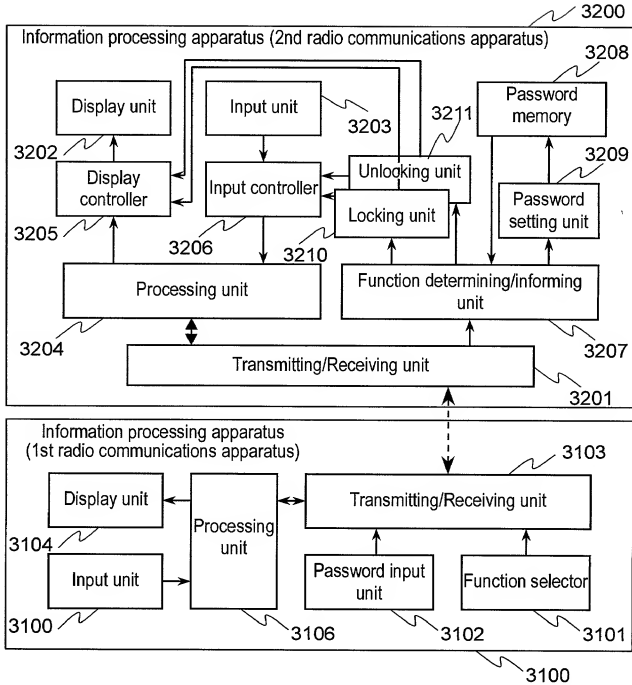 3200
Information processing apparatus (2nd radio communications apparatus)
3208
Display unit
Input unit
3211
Password
memory
3202
3203
3209
Display
controller
Input controller
Unlooking unit
Locking unit
Password
setting unit
3205
3206
3210
Processing unit
Function determining/informing
unit
3204
3207
Transmitting/Receiving unit
3201
Information processing apparatus
(1st radio communications apparatus)
3103
Display unit
Processing
unit
Transmitting/Receiving unit
3104
Input unit
Password input
unit
Function selector
3100
3106
3102
3101
3100